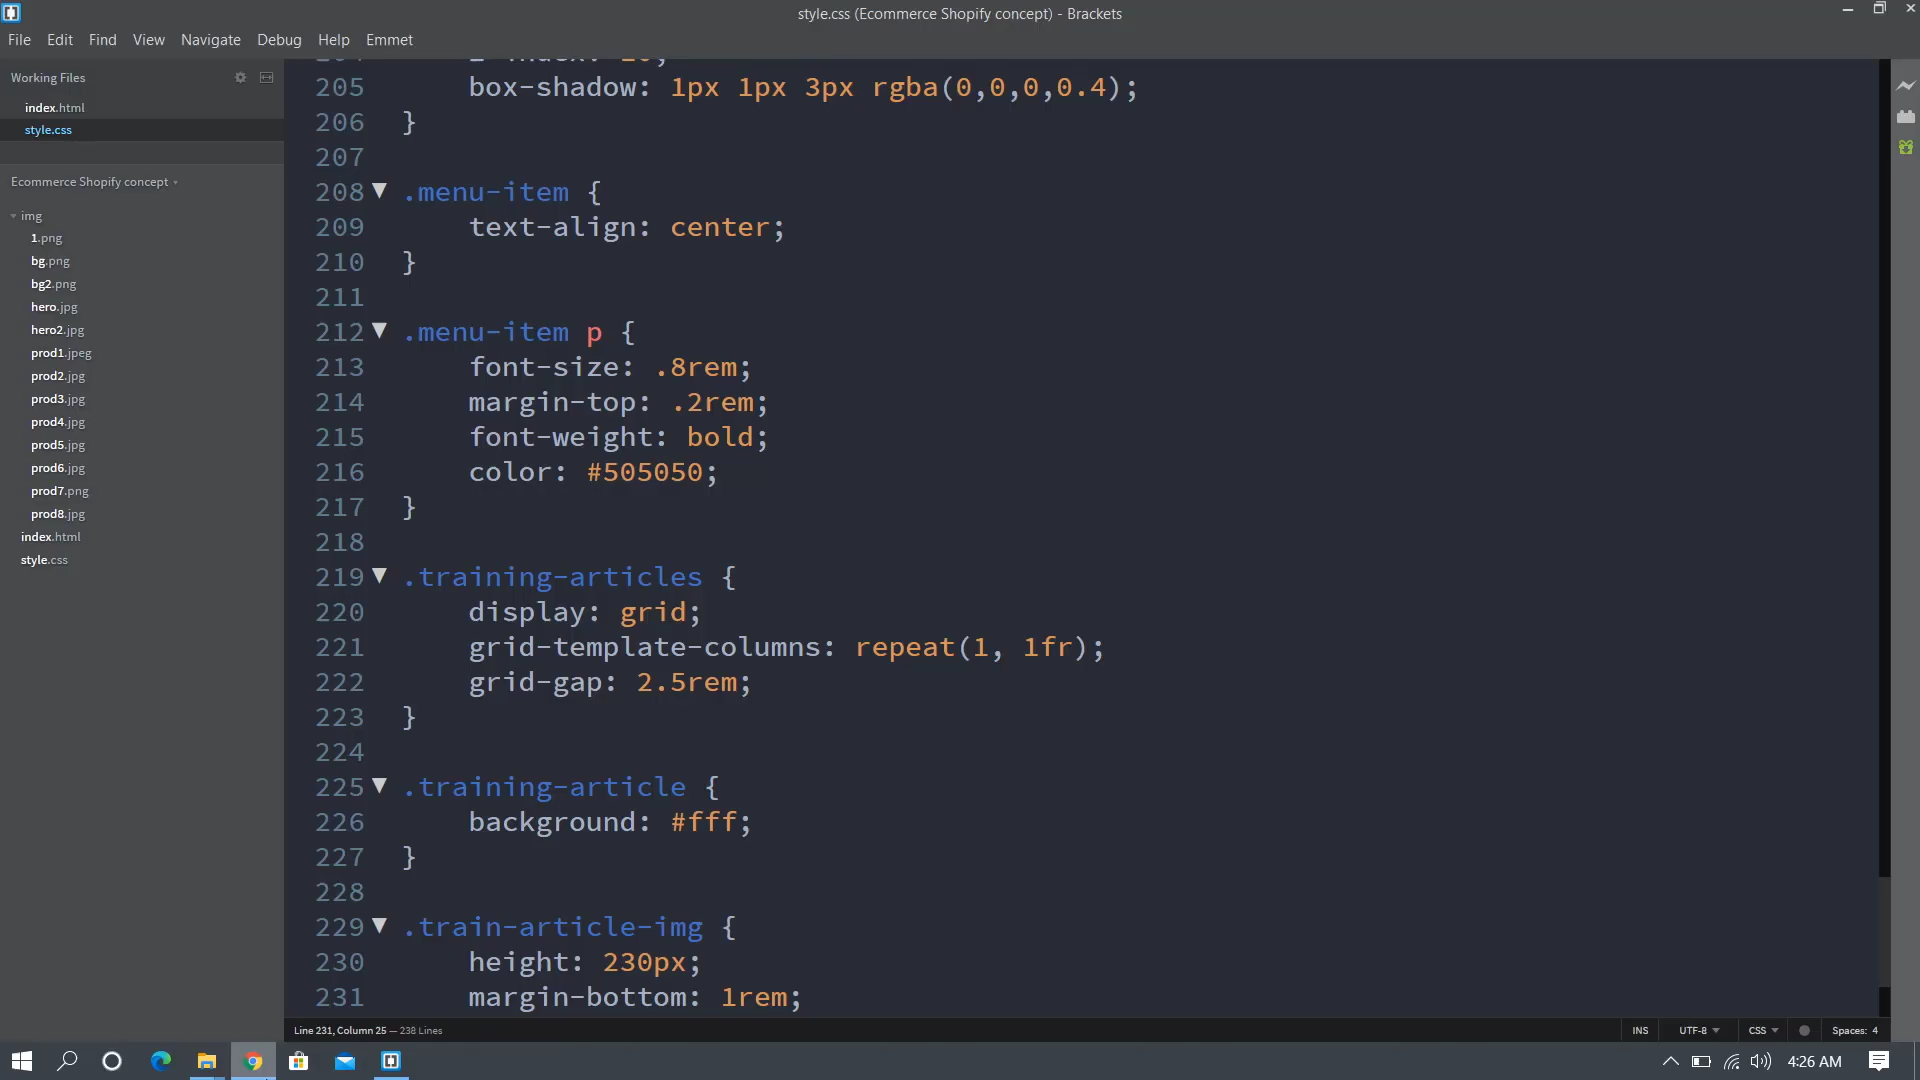 style.css (Ecommerce Shopify concept) - Brackets
File Edit Find View Navigate Debug Help Emmet
Working Files
index.html
style.css
Ecommerce Shopify concept
img
1.png
bg.png
bg2.png
hero.jpg
hero2.jpg
prod1.jpeg
prod2.jpg
prod3.jpg
prod4.jpg
prod5.jpg
prod6.jpg
prod7.png
prod8.jpg
index.html
style.css
205 box-shadow: 1px 1px 3px rgba(0,0,0,0.4);
206 }
207
208 .menu-item {
209 text-align: center;
210 }
211
212 .menu-item p {
213 font-size: .8rem;
214 margin-top: .2rem;
215 font-weight: bold;
216 color: #505050;
217 }
218
219 .training-articles {
220 display: grid;
221 grid-template-columns: repeat(1, 1fr);
222 grid-gap: 2.5rem;
223 }
224
225 .training-article {
226 background: #fff;
227 }
228
229 .train-article-img {
230 height: 230px;
231 margin-bottom: 1rem;
Line 231, Column 25 — 238 Lines
INS UTF-8 CSS Spaces: 4
4:26 AM